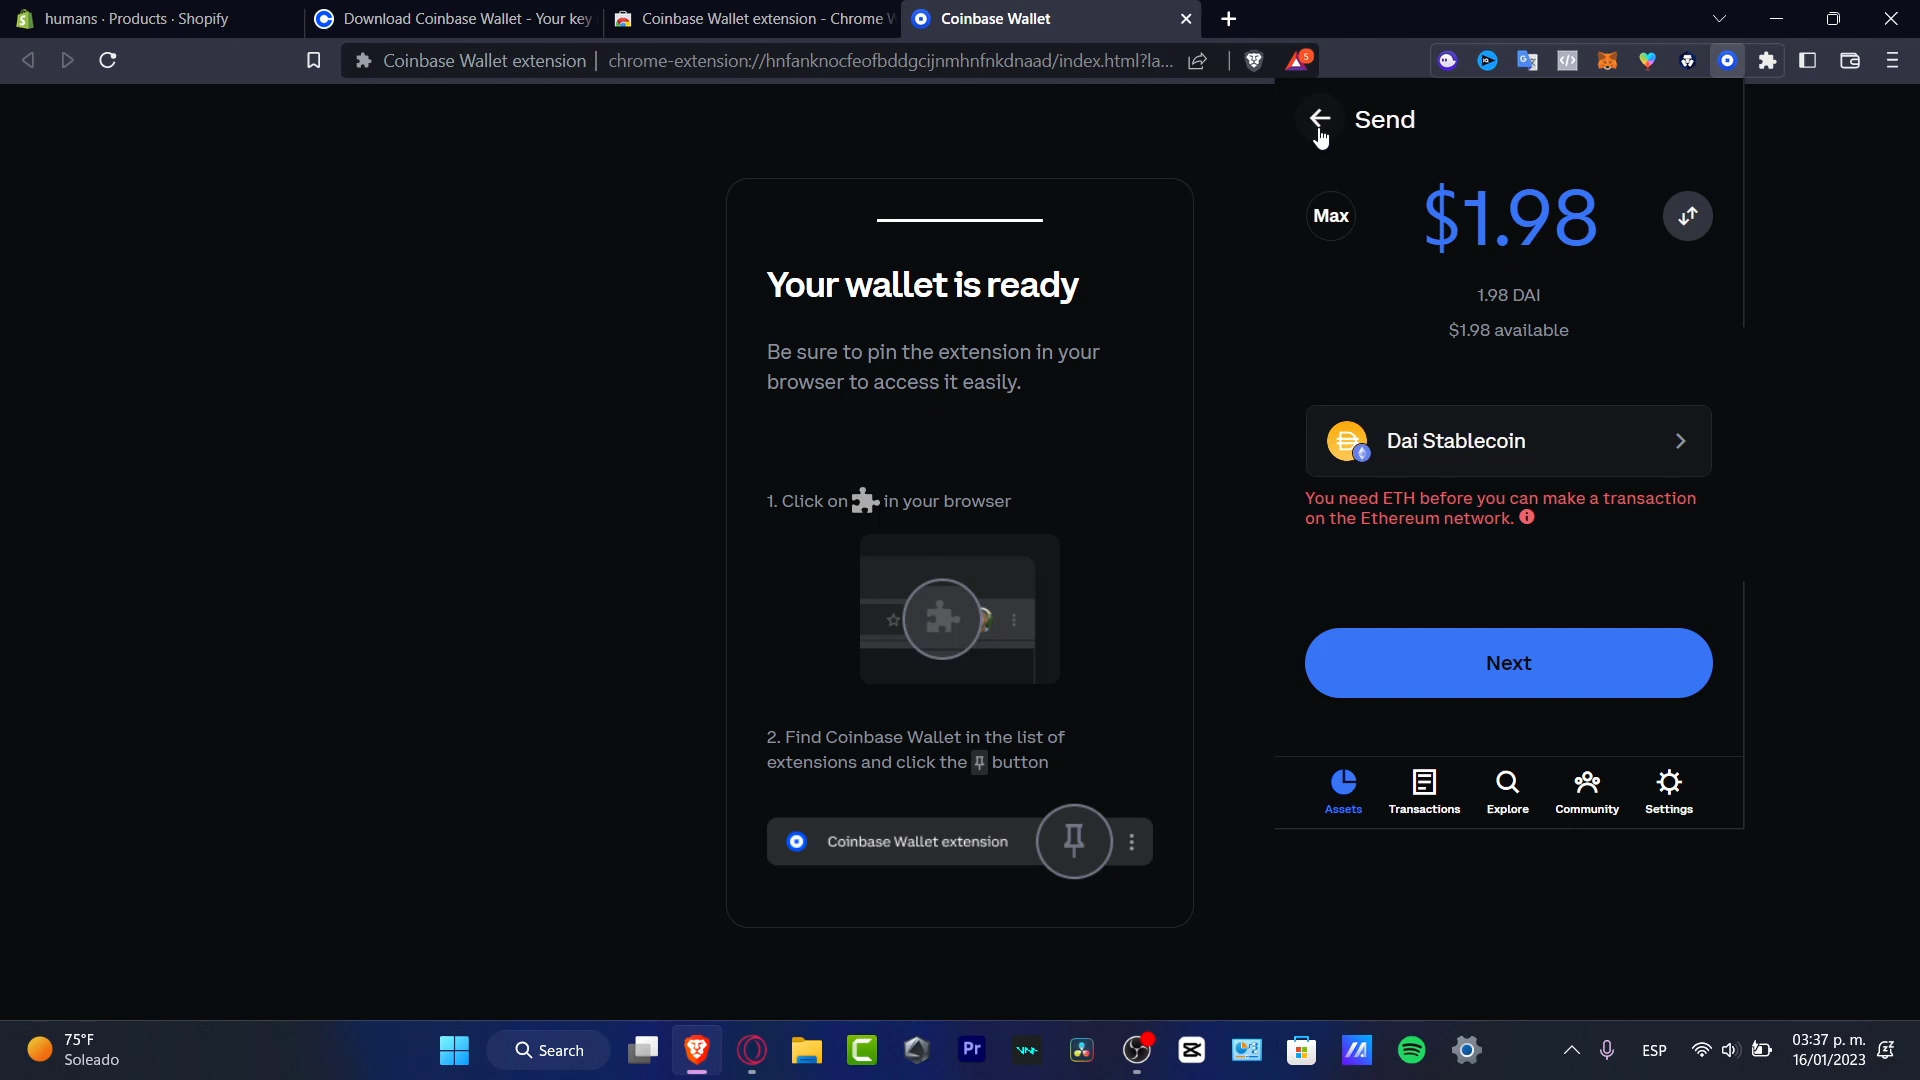 humans · Products · Shopify
Download Coinbase Wallet - Your key
Coinbase Wallet extension - Chrome W
Coinbase Wallet
Coinbase Wallet extension
chrome-extension://hnfanknocfeofbddgcijnmhnfnkdnaad/index.html?la...
5
Send
Max
$1.98
1.98 DAI
$1.98 available
Dai Stablecoin
You need ETH before you can make a transaction
on the Ethereum network.
Next
Assets
Transactions
Explore
Community
Settings
Your wallet is ready
Be sure to pin the extension in your
browser to access it easily.
1. Click on in your browser
2. Find Coinbase Wallet in the list of
extensions and click the button
Coinbase Wallet extension
75°F
Soleado
Search
Pr
ESP
03:37 p. m.
16/01/2023